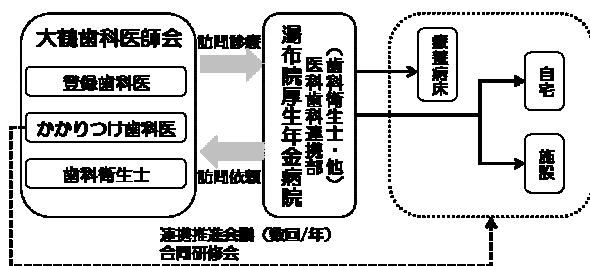 大鶴歯科医師会
登録歯科医
かかりつけ歯科医
歯科衛生士
訪問診療
訪問依頼
湯布院厚生年金病院
医科歯科連携部
(歯科衛生士・他)
療養病床
自宅
施設
連携推進会議(数回/年)
合同研修会